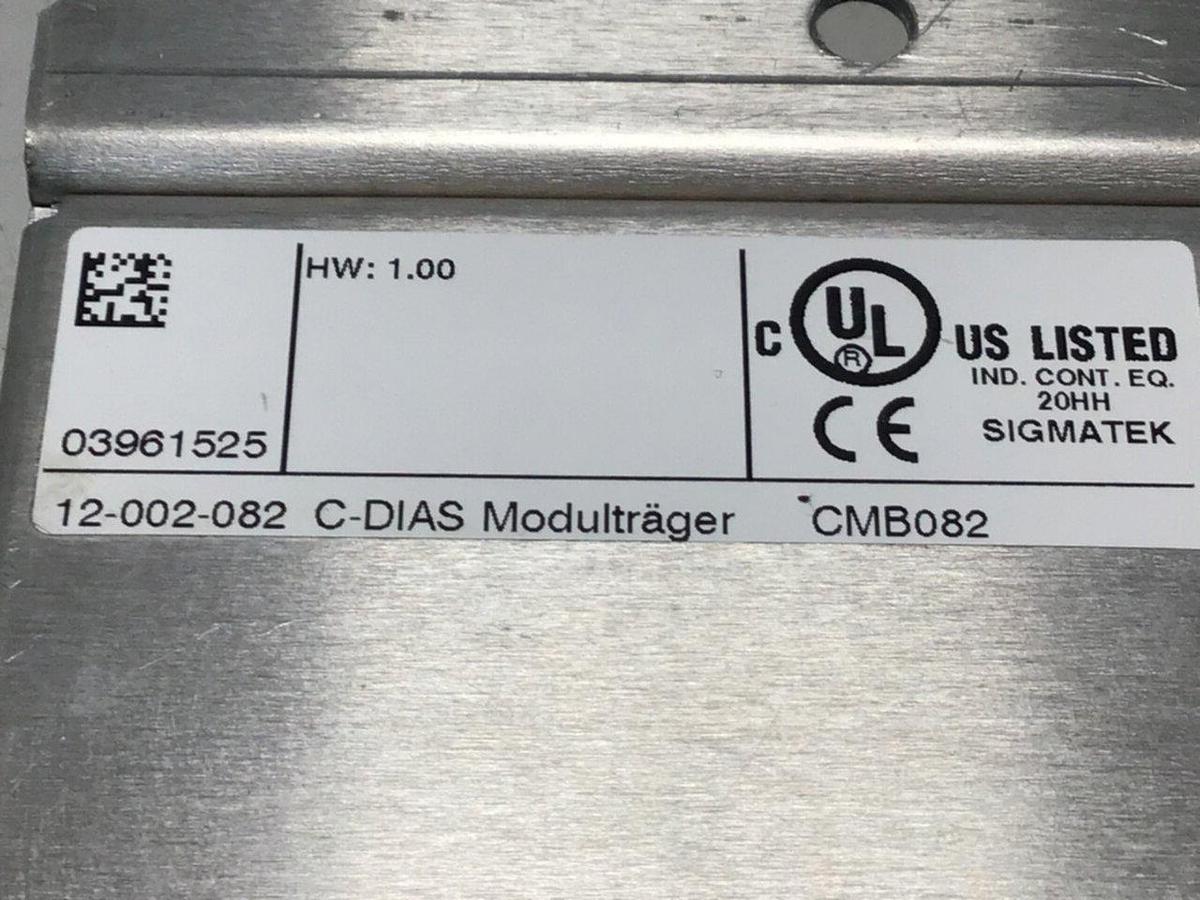 HW: 1.00
03961525
C UL ® US LISTED
IND. CONT. EQ.
20HH
CE SIGMATEK
12-002-082 C-DIAS Modulträger CMB082